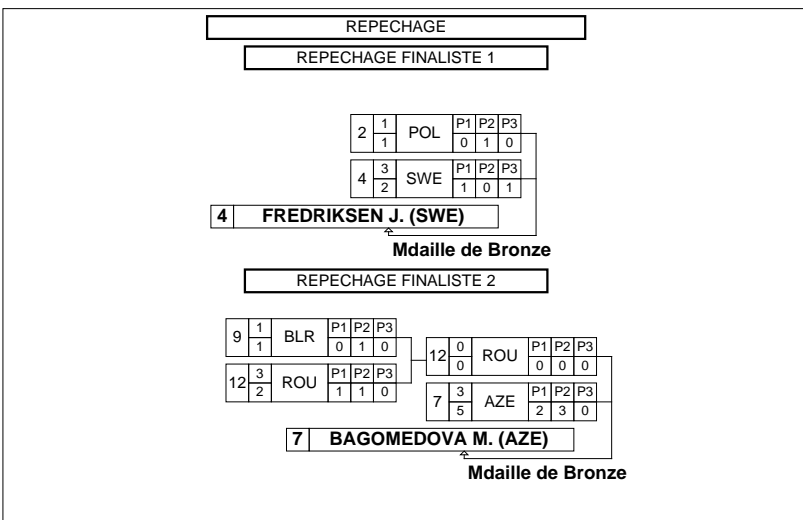 REPECHAGE
REPECHAGE FINALISTE 1
2 1 POL P1 P2 P3
1 0 1 0
4 3 SWE P1 P2 P3
2 1 0 1
4 FREDRIKSEN J. (SWE)
Mdaille de Bronze
REPECHAGE FINALISTE 2
9 1 BLR P1 P2 P3
1 0 1 0
12 3 ROU P1 P2 P3
2 1 1 0
12 0 ROU P1 P2 P3
0 0 0 0
7 3 AZE P1 P2 P3
5 2 3 0
7 BAGOMEDOVA M. (AZE)
Mdaille de Bronze